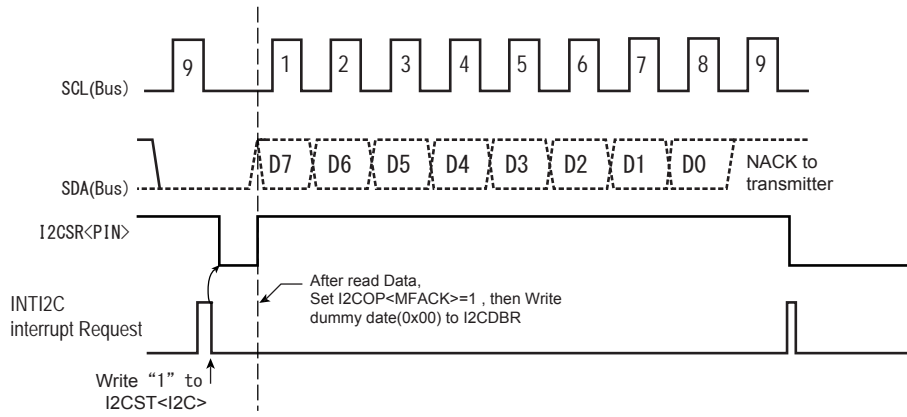 9 1 2 3 4 5 6 7 8 9
SCL(Bus)
D7 D6 D5 D4 D3 D2 D1 D0
NACK to
transmitter
SDA(Bus)
I2CSR<PIN>
After read Data,
Set I2COP<MFACK>=1 , then Write
dummy date(0x00) to I2CDBR
INTI2C
interrupt Request
Write “1” to
I2CST<I2C>